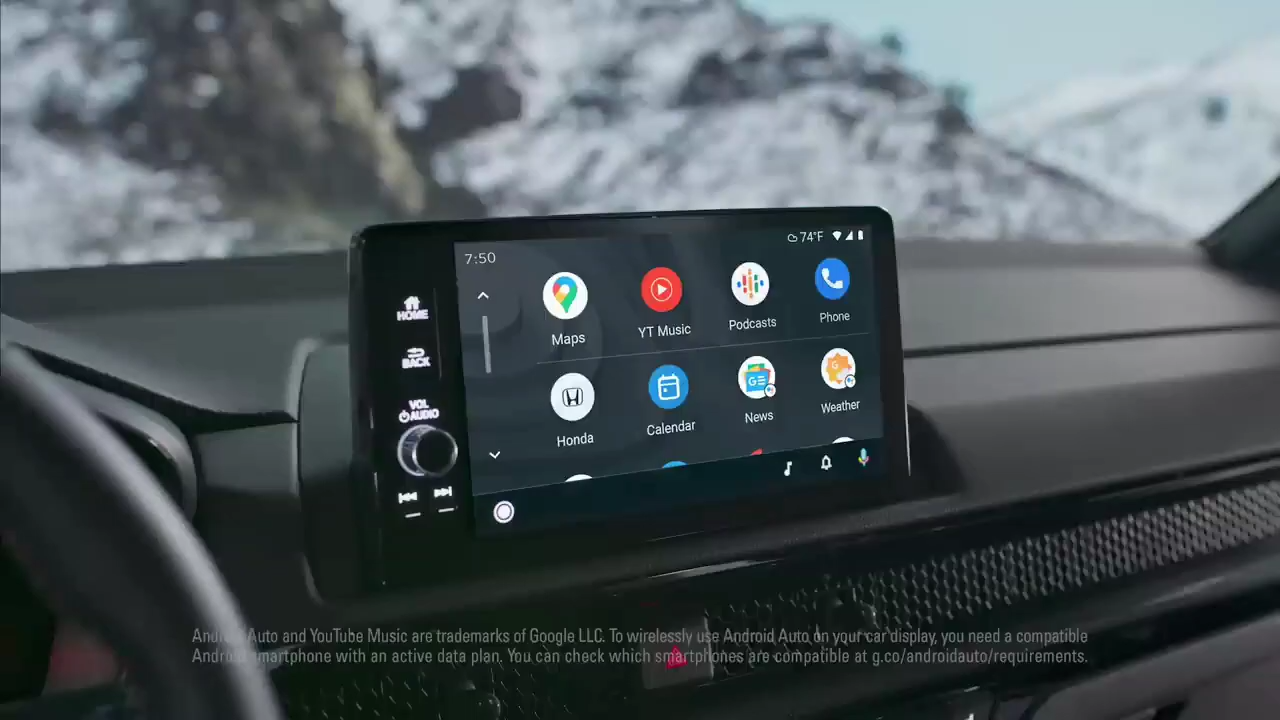 7:50
74°F
HOME
BACK
VOL
AUDIO
Maps
YT Music
Podcasts
Phone
Honda
Calendar
News
Weather
Android Auto and YouTube Music are trademarks of Google LLC. To wirelessly use Android Auto on your car display, you need a compatible
Android smartphone with an active data plan. You can check which smartphones are compatible at g.co/androidauto/requirements.